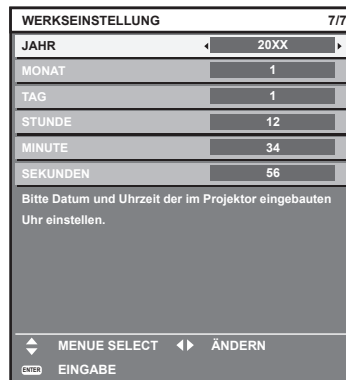 WERKSEINSTELLUNG 7/7
JAHR 20XX
MONAT 1
TAG 1
STUNDE 12
MINUTE 34
SEKUNDEN 56
Bitte Datum und Uhrzeit der im Projektor eingebauten
Uhr einstellen.
MENUE SELECT ÄNDERN
ENTER EINGABE